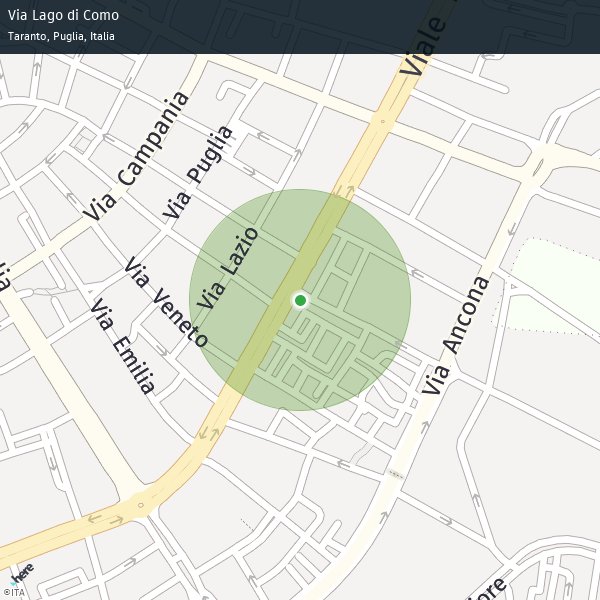 Via Lago di Como
Taranto, Puglia, Italia
Viale
Via Campania
Via Puglia
Via Lazio
Via Veneto
Via Emilia
Via Ancona
here
©ITA